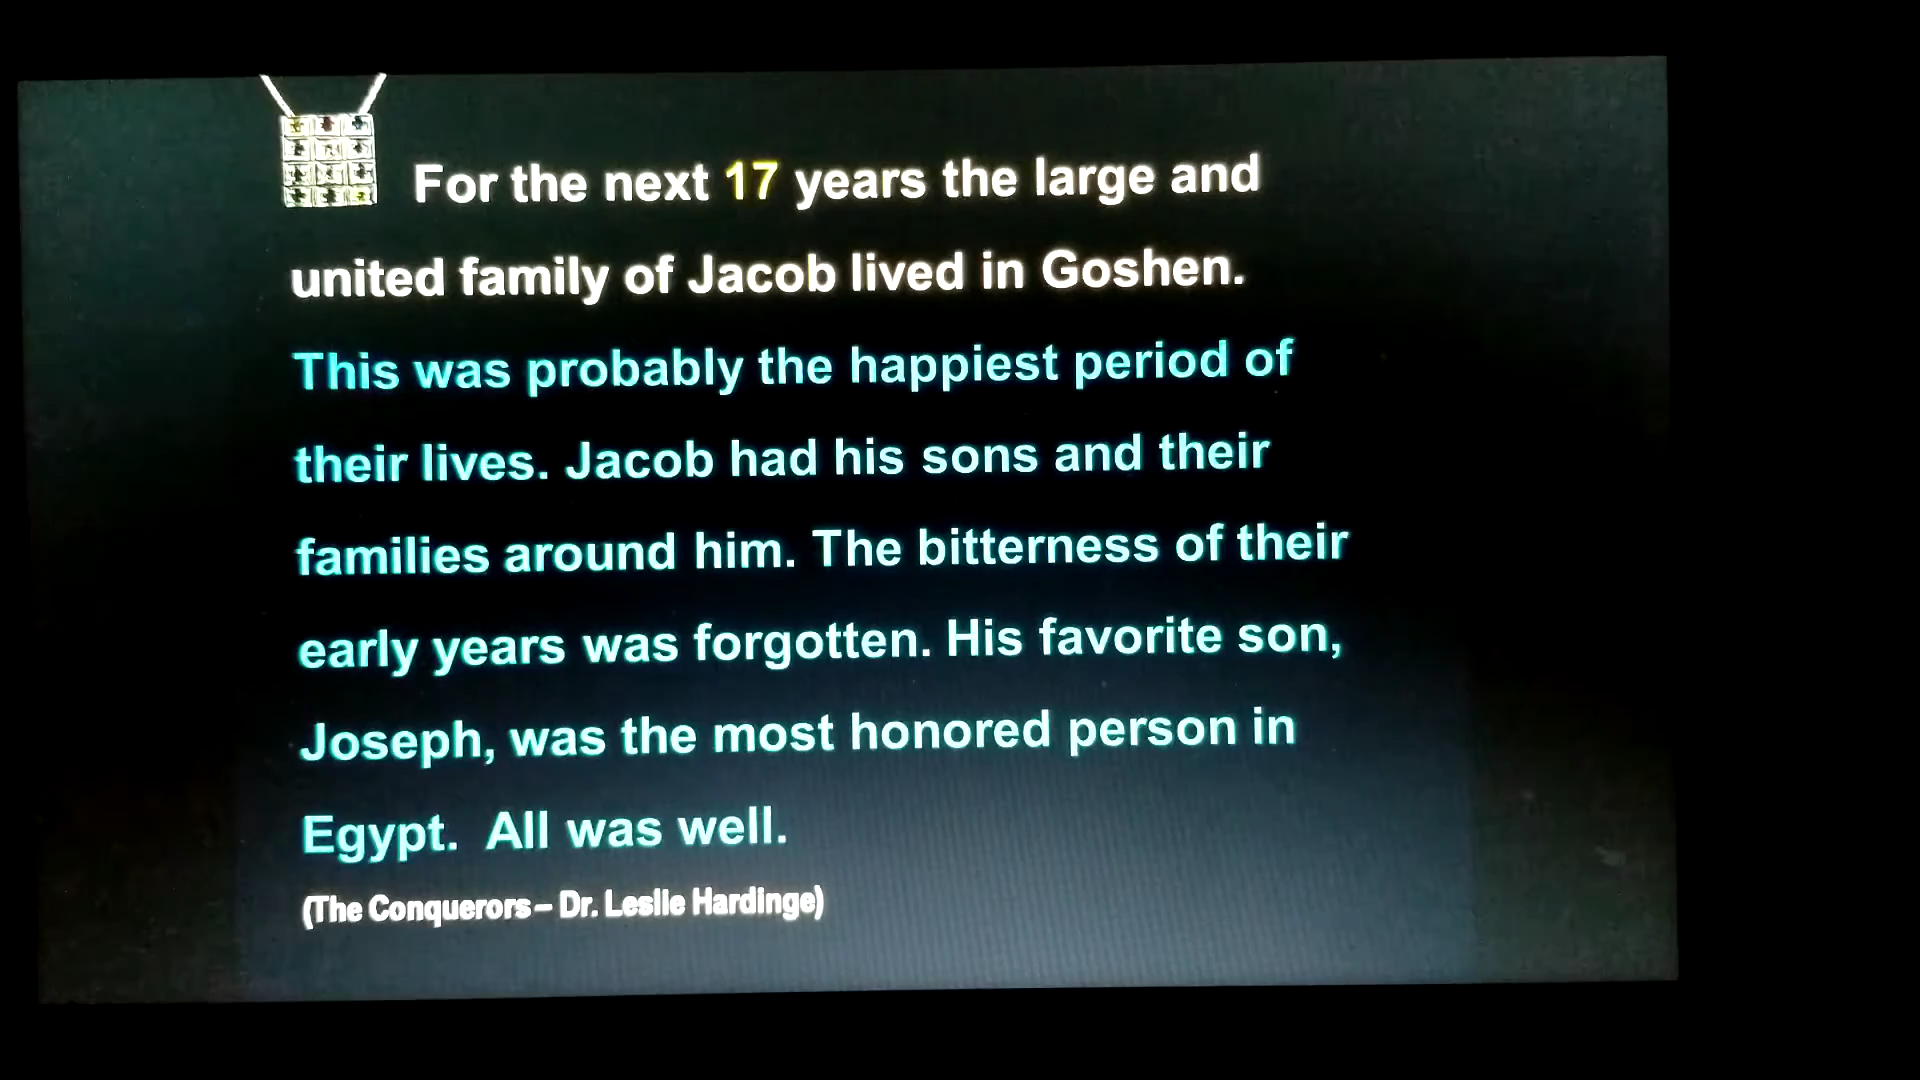 For the next 17 years the large and
united family of Jacob lived in Goshen.
This was probably the happiest period of
their lives. Jacob had his sons and their
families around him. The bitterness of their
early years was forgotten. His favorite son,
Joseph, was the most honored person in
Egypt.  All was well.
(The Conquerors – Dr. Leslie Hardinge)